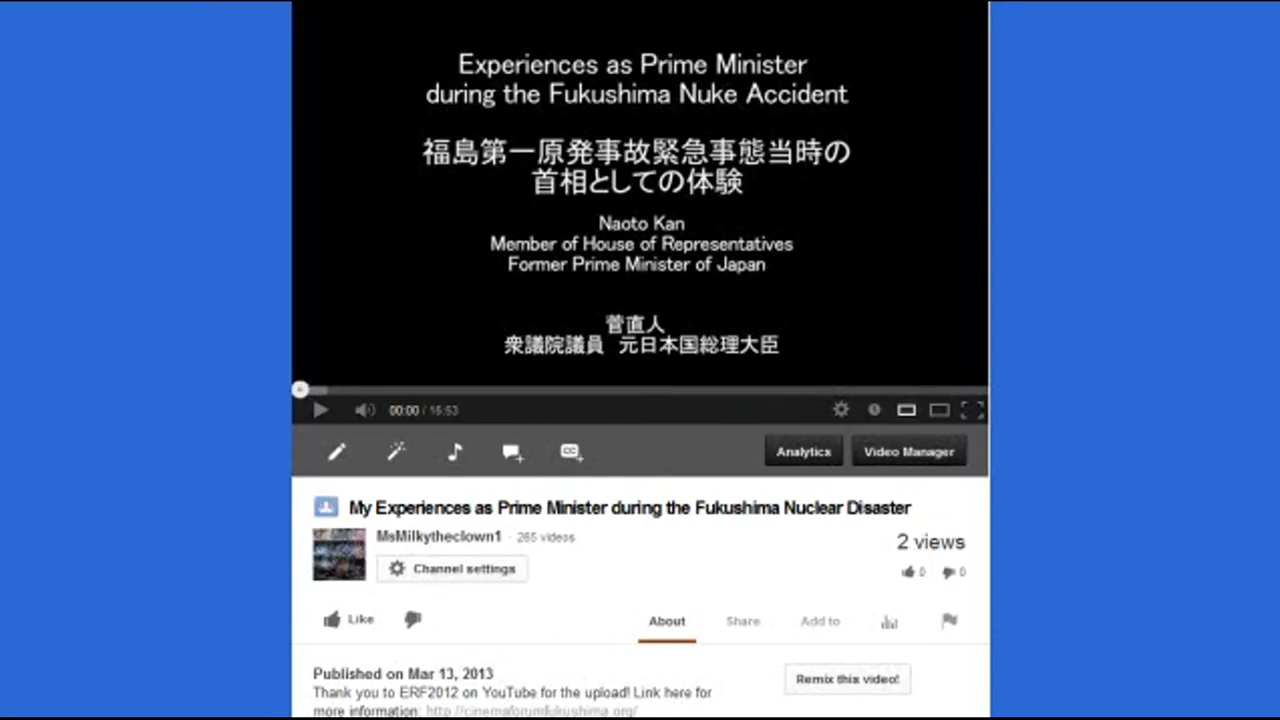 Experiences as Prime Minister
during the Fukushima Nuke Accident
福島第一原発事故緊急事態当時の
首相としての体験
Naoto Kan
Member of House of Representatives
Former Prime Minister of Japan
菅直人
衆議院議員 元日本国総理大臣
00:00 / 15:53
Analytics Video Manager
My Experiences as Prime Minister during the Fukushima Nuclear Disaster
MsMilkytheclown1 · 265 videos
2 views
Channel settings
0 0
Like
About Share Add to
Published on Mar 13, 2013
Remix this video!
Thank you to ERF2012 on YouTube for the upload! Link here for
more information: http://cinemaforumfukushima.org/